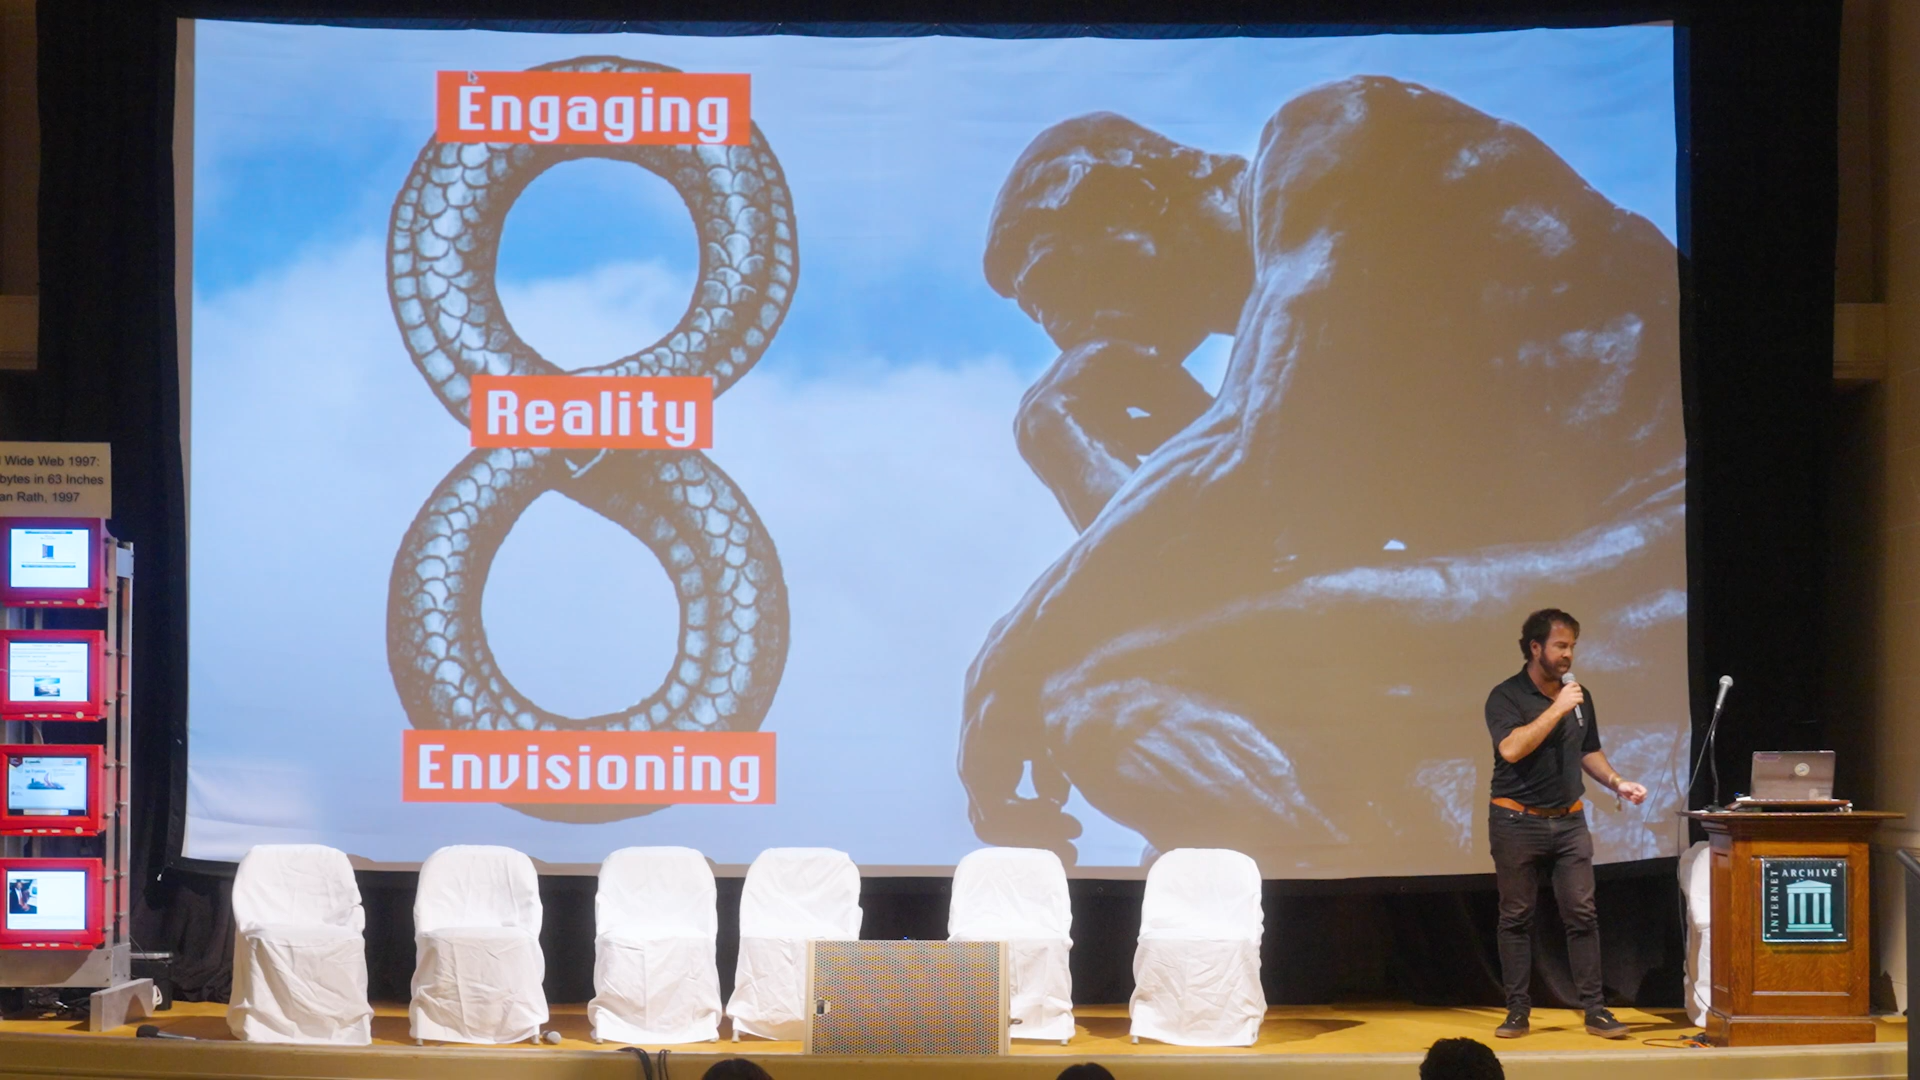 Engaging
Reality
Envisioning
Wide Web 1997:
bytes in 63 Inches
an Rath, 1997
INTERNET
ARCHIVE